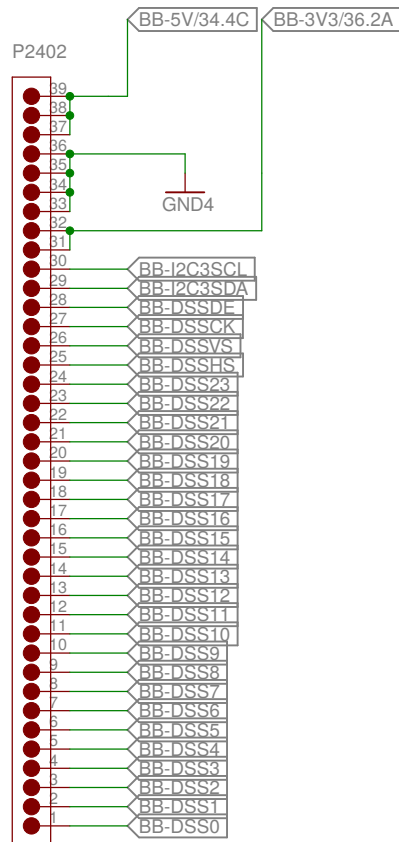 BB-5V/34.4C BB-3V3/36.2A
P2402
39
38
37
36
35
34
GND4
33
32
31
30 BB-I2C3SCL
29 BB-I2C3SDA
28 BB-DSSDE
27 BB-DSSCK
26 BB-DSSVS
25 BB-DSSHS
24 BB-DSS23
23 BB-DSS22
22 BB-DSS21
21 BB-DSS20
20 BB-DSS19
19 BB-DSS18
18 BB-DSS17
17 BB-DSS16
16 BB-DSS15
15 BB-DSS14
14 BB-DSS13
13 BB-DSS12
12 BB-DSS11
11 BB-DSS10
10 BB-DSS9
9 BB-DSS8
8 BB-DSS7
7 BB-DSS6
6 BB-DSS5
5 BB-DSS4
4 BB-DSS3
3 BB-DSS2
2 BB-DSS1
1 BB-DSS0